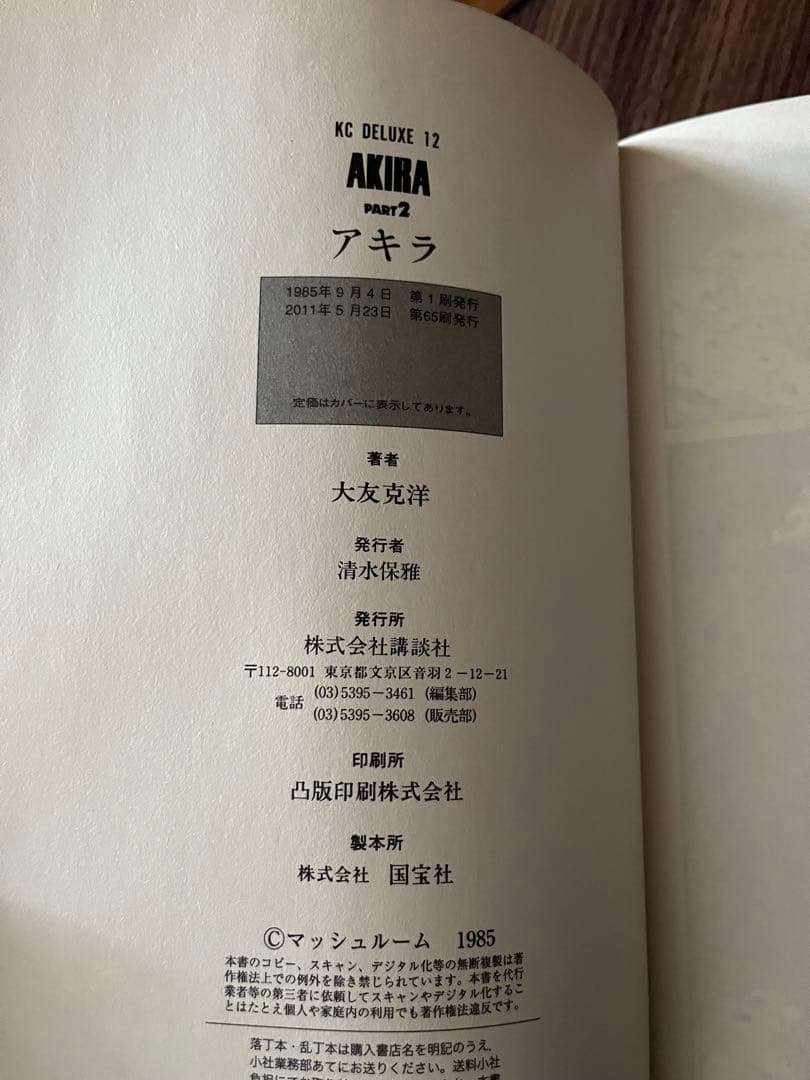 KC DELUXE 12
AKIRA
PART2
アキラ
1985年9月4日 第1刷発行
2011年5月23日 第65刷発行
定価はカバーに表示してあります。
著者
大友克洋
発行者
清水保雅
発行所
株式会社講談社
〒112-8001 東京都文京区音羽2-12-21
電話 (03)5395-3461 (編集部)
(03)5395-3608 (販売部)
印刷所
凸版印刷株式会社
製本所
株式会社 国宝社
©マッシュルーム 1985
本書のコピー、スキャン、デジタル化等の無断複製は著
作権法上での例外を除き禁じられています。本書を代行
業者等の第三者に依頼してスキャンやデジタル化するこ
とはたとえ個人や家庭内の利用でも著作権法違反です。
落丁本・乱丁本は購入書店名を明記のうえ、
小社業務部あてにお送りください。送料小社